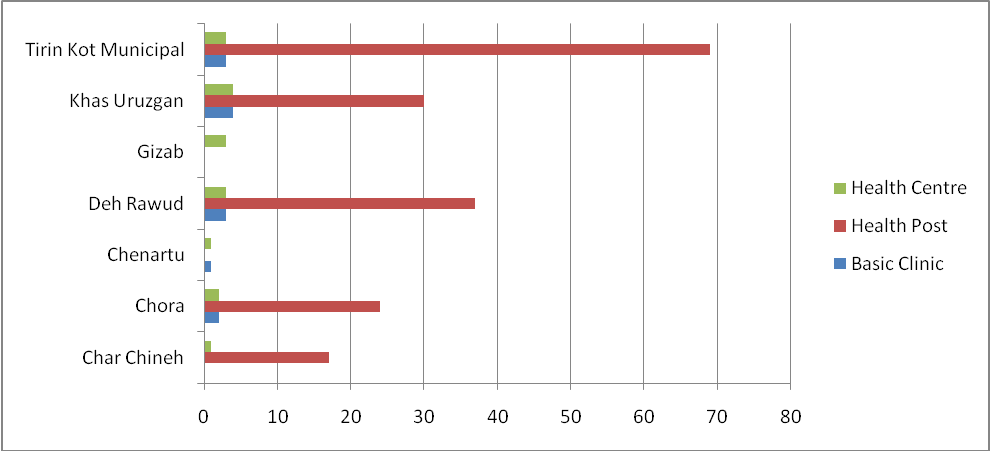 Tirin Kot Municipal
Khas Uruzgan
Gizab
Deh Rawud
Chenartu
Chora
Char Chineh
0 10 20 30 40 50 60 70 80
Health Centre
Health Post
Basic Clinic